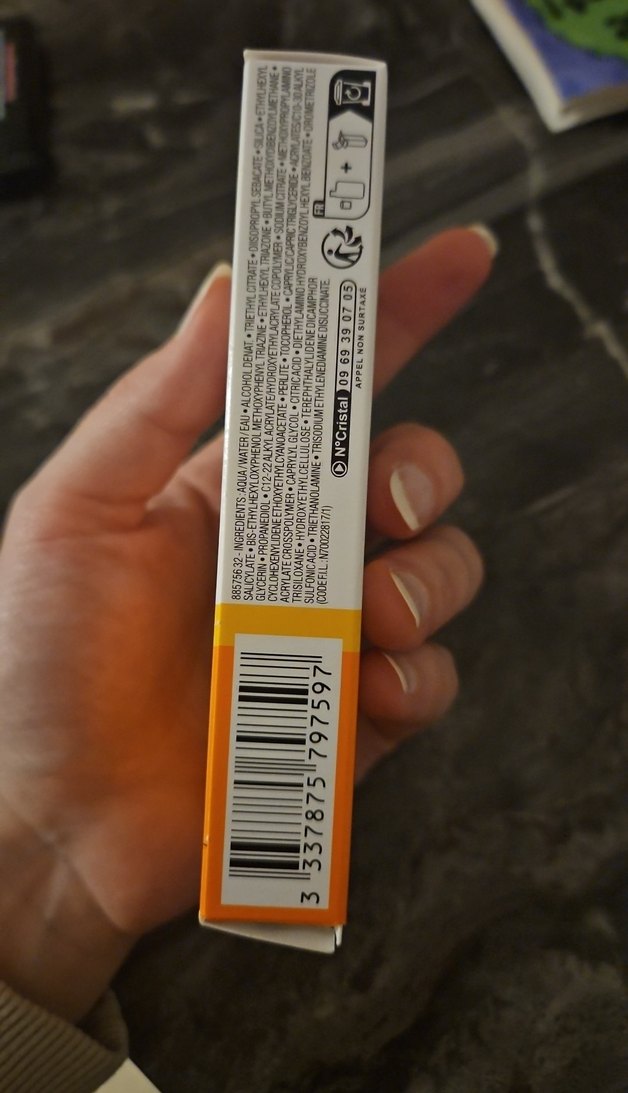 88575632 - INGREDIENTS: AQUA / WATER / EAU • ALCOHOL DENAT • TRIETHYL CITRATE • DIISOPROPYL SEBACATE • SILICA • ETHYLHEXYL
SALICYLATE • BIS-ETHYLHEXYLOXYPHENOL METHOXYPHENYL TRIAZINE • ETHYLHEXYL TRIAZONE • BUTYL METHOXYDIBENZOYLMETHANE •
GLYCERIN • PROPANEDIOL • C12-22 ALKYL ACRYLATE/HYDROXYETHYLACRYLATE COPOLYMER • SODIUM CITRATE • METHOXYPROPYLAMINO
CYCLOHEXENYLIDENE ETHOXYETHYLCYANOACETATE • PERLITE • TOCOPHEROL • CAPRYLIC/CAPRIC TRIGLYCERIDE • ACRYLATES/C10-30 ALKYL
ACRYLATE CROSSPOLYMER • CAPRYLYL GLYCOL • CITRIC ACID • DIETHYLAMINO HYDROXYBENZOYL HEXYL BENZOATE • DROMETRIZOLE
TRISILOXANE • HYDROXYETHYLCELLULOSE • TEREPHTHALYLIDENE DICAMPHOR
SULFONIC ACID • TRIETHANOLAMINE • TRISODIUM ETHYLENEDIAMINE DISUCCINATE
(CODE F.I.L. N70022817/1)
FR
N°Cristal 09 69 39 07 05
APPEL NON SURTAXE
3 337875 797597